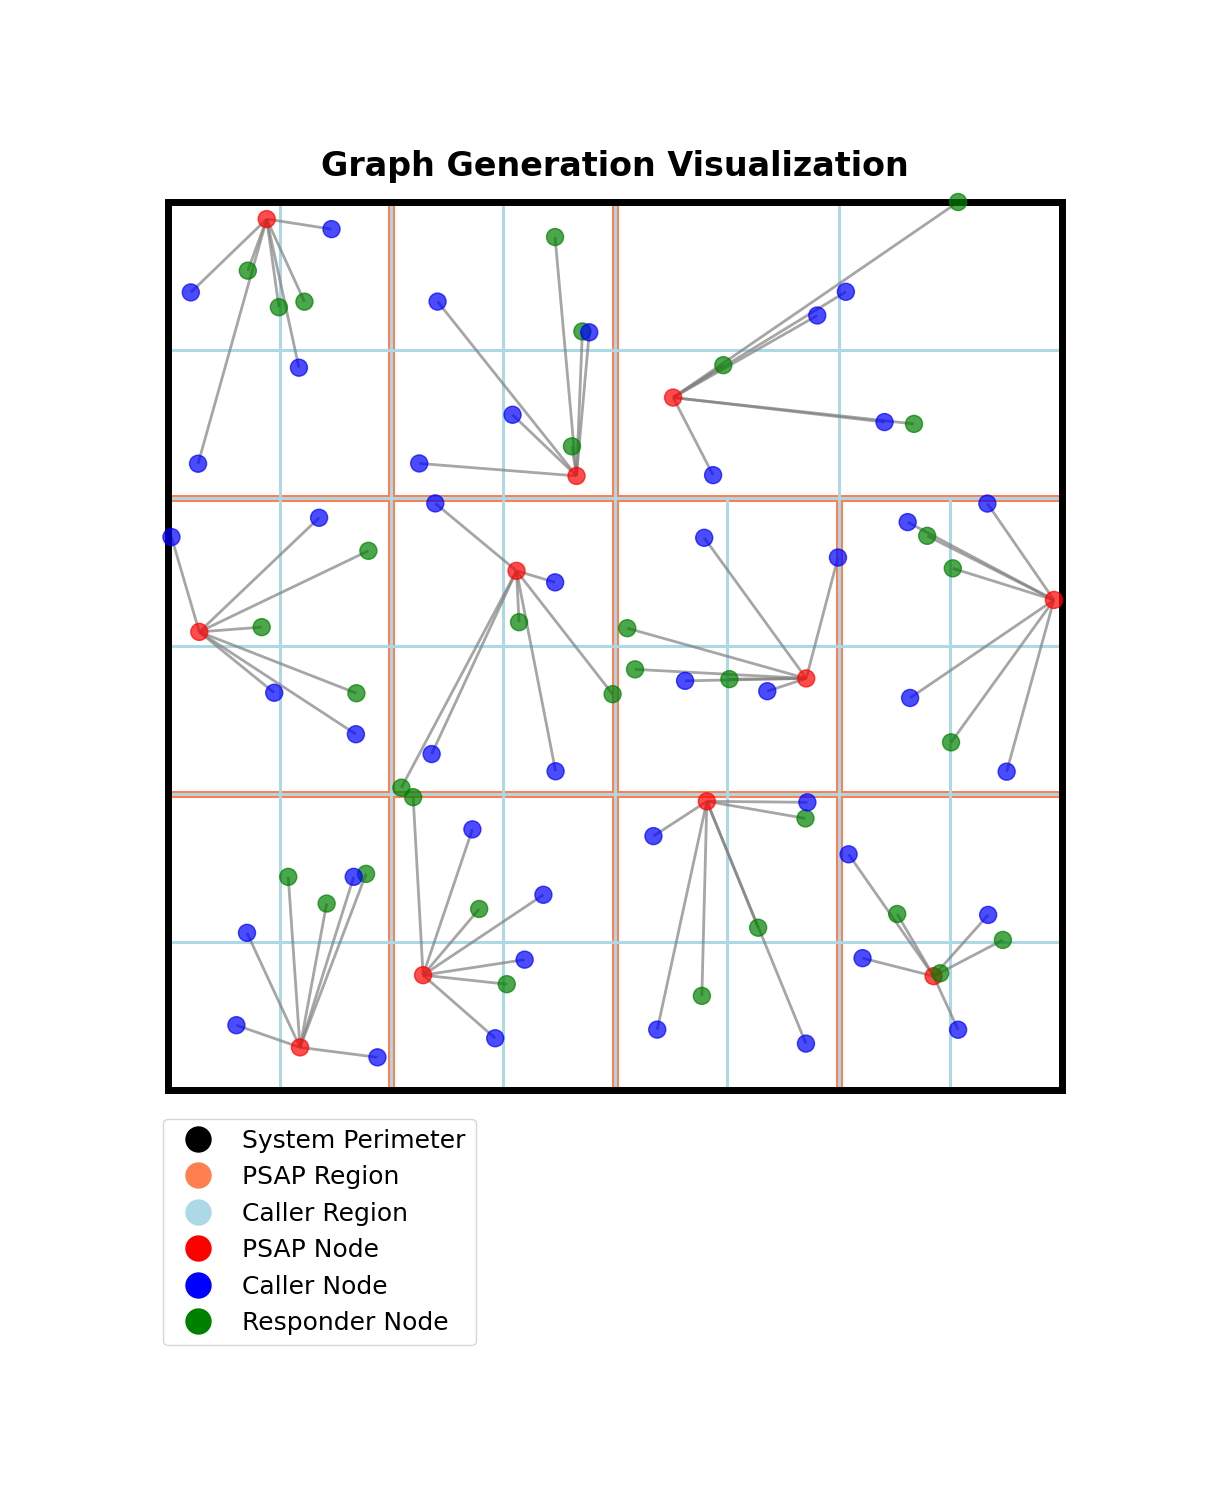 Graph Generation Visualization
System Perimeter
PSAP Region
Caller Region
PSAP Node
Caller Node
Responder Node